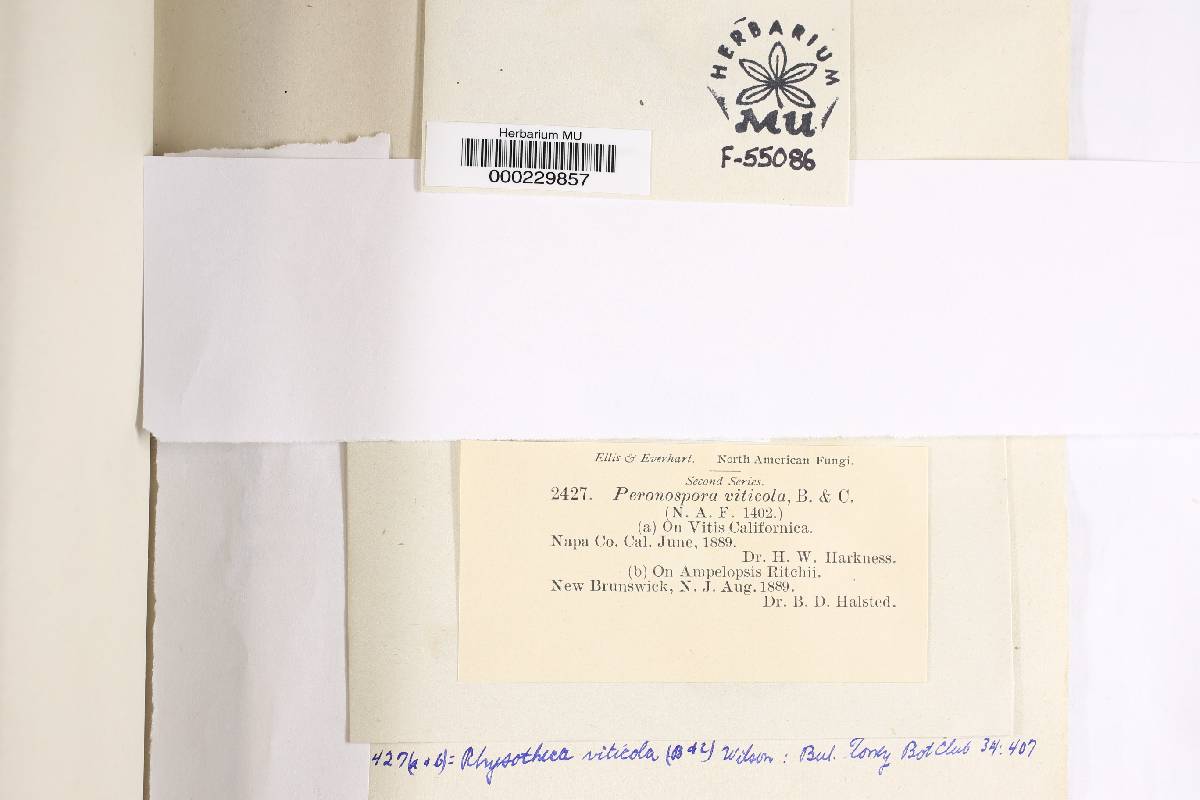 HERBARIUM
MU
F-55086
Herbarium MU
000229857
Ellis & Everhart. North American Fungi.
Second Series.
2427. Peronospora viticola, B. & C.
(N. A. F. 1402.)
(a) On Vitis Californica.
Napa Co. Cal. June, 1889.
Dr. H. W. Harkness.
(b) On Ampelopsis Ritchii.
New Brunswick, N. J. Aug. 1889.
Dr. B. D. Halsted.
427(a & b) = Rhysotheca viticola (B & C) Wilson : Bul. Torrey Bot Club 34: 407